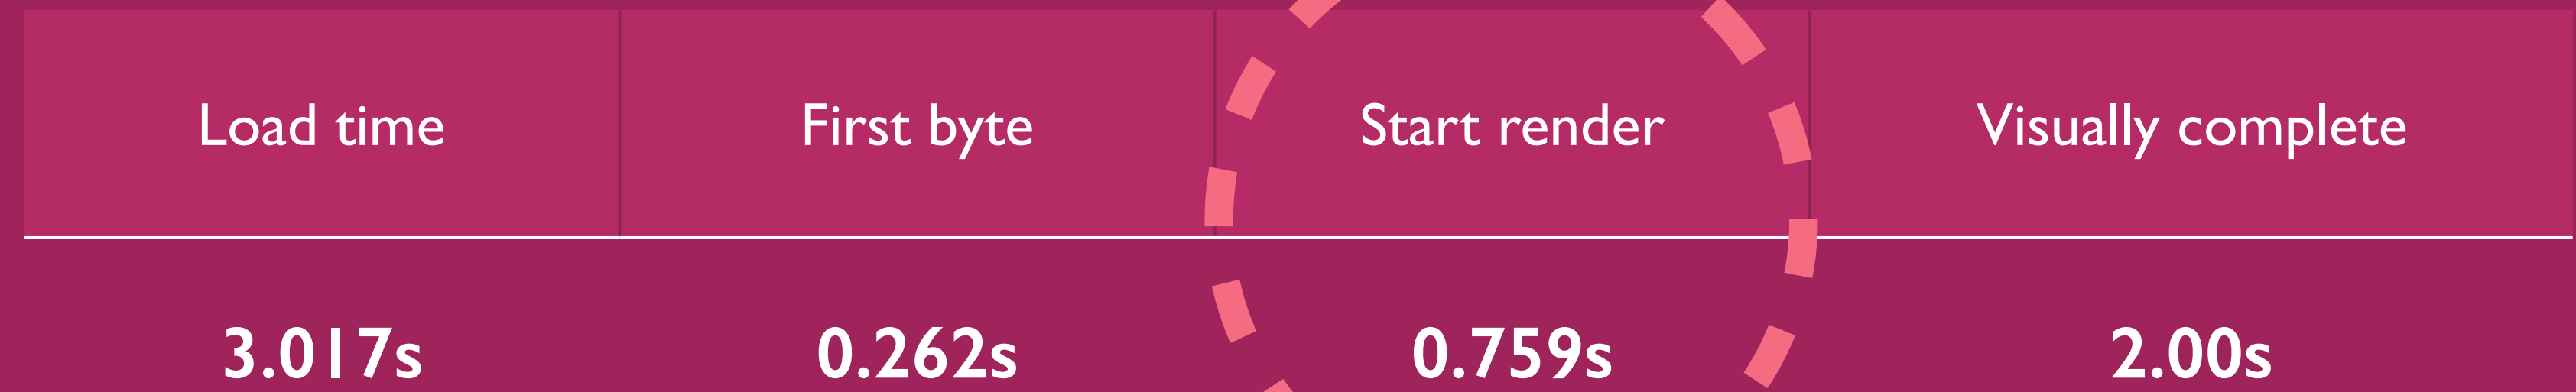 Load time First byte Start render Visually complete
3.017s 0.262s 0.759s 2.00s